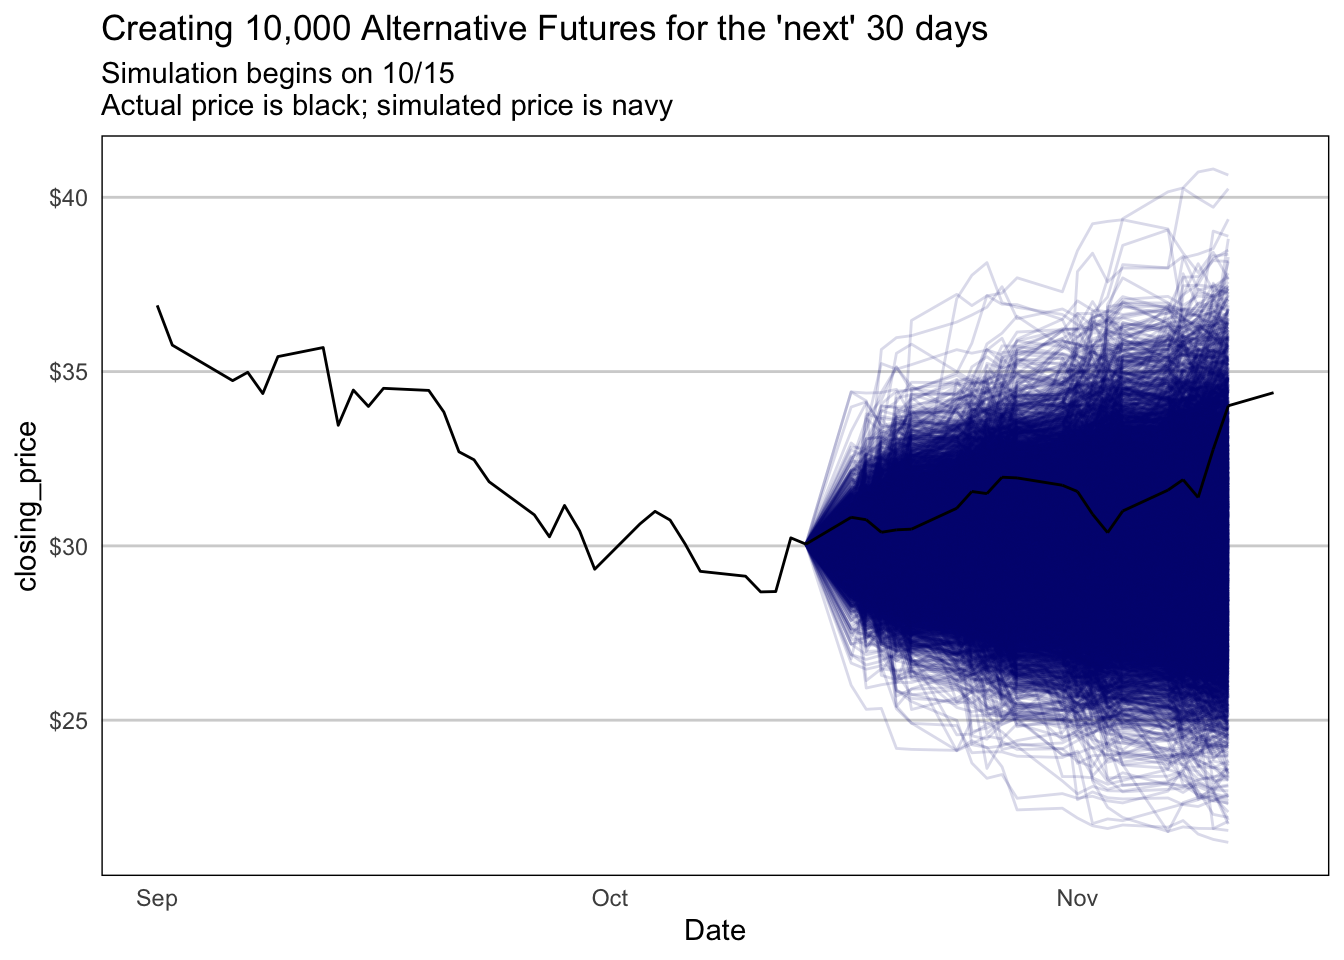 Creating 10,000 Alternative Futures for the 'next' 30 days
Simulation begins on 10/15
Actual price is black; simulated price is navy
closing_price
$40
$35
$30
$25
Sep
Oct
Nov
Date